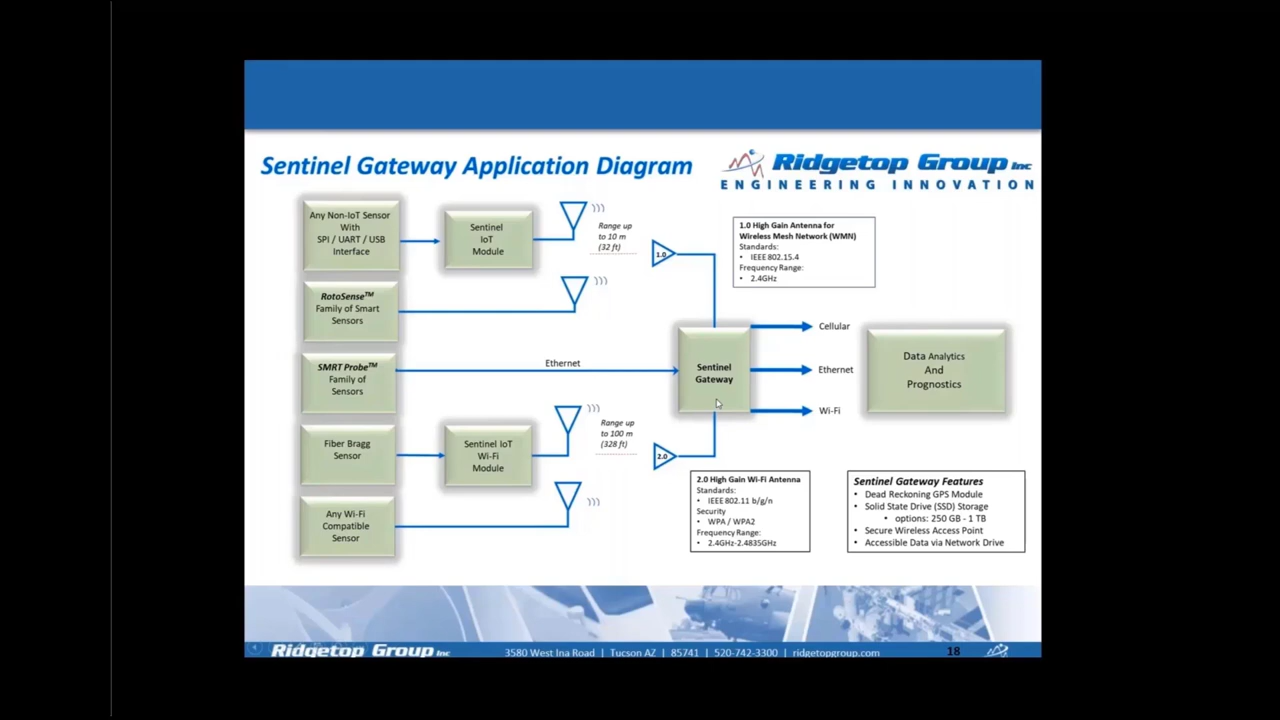 Sentinel Gateway Application Diagram
Ridgetop Group Inc
ENGINEERING INNOVATION
Any Non-IoT Sensor
With
SPI / UART / USB
Interface
Sentinel
IoT
Module
Range up
to 10 m
(32 ft)
1.0
1.0 High Gain Antenna for
Wireless Mesh Network (WMN)
Standards:
• IEEE 802.15.4
Frequency Range:
• 2.4GHz
RotoSense™
Family of Smart
Sensors
SMRT Probe™
Family of
Sensors
Ethernet
Sentinel
Gateway
Cellular
Ethernet
Wi-Fi
Data Analytics
And
Prognostics
Fiber Bragg
Sensor
Sentinel IoT
Wi-Fi
Module
Range up
to 100 m
(328 ft)
2.0
Any Wi-Fi
Compatible
Sensor
2.0 High Gain Wi-Fi Antenna
Standards:
• IEEE 802.11 b/g/n
Security
• WPA / WPA2
Frequency Range:
• 2.4GHz-2.4835GHz
Sentinel Gateway Features
• Dead Reckoning GPS Module
• Solid State Drive (SSD) Storage
• options: 250 GB - 1 TB
• Secure Wireless Access Point
• Accessible Data via Network Drive
Ridgetop Group Inc
3580 West Ina Road | Tucson AZ | 85741 | 520-742-3300 | ridgetopgroup.com
18